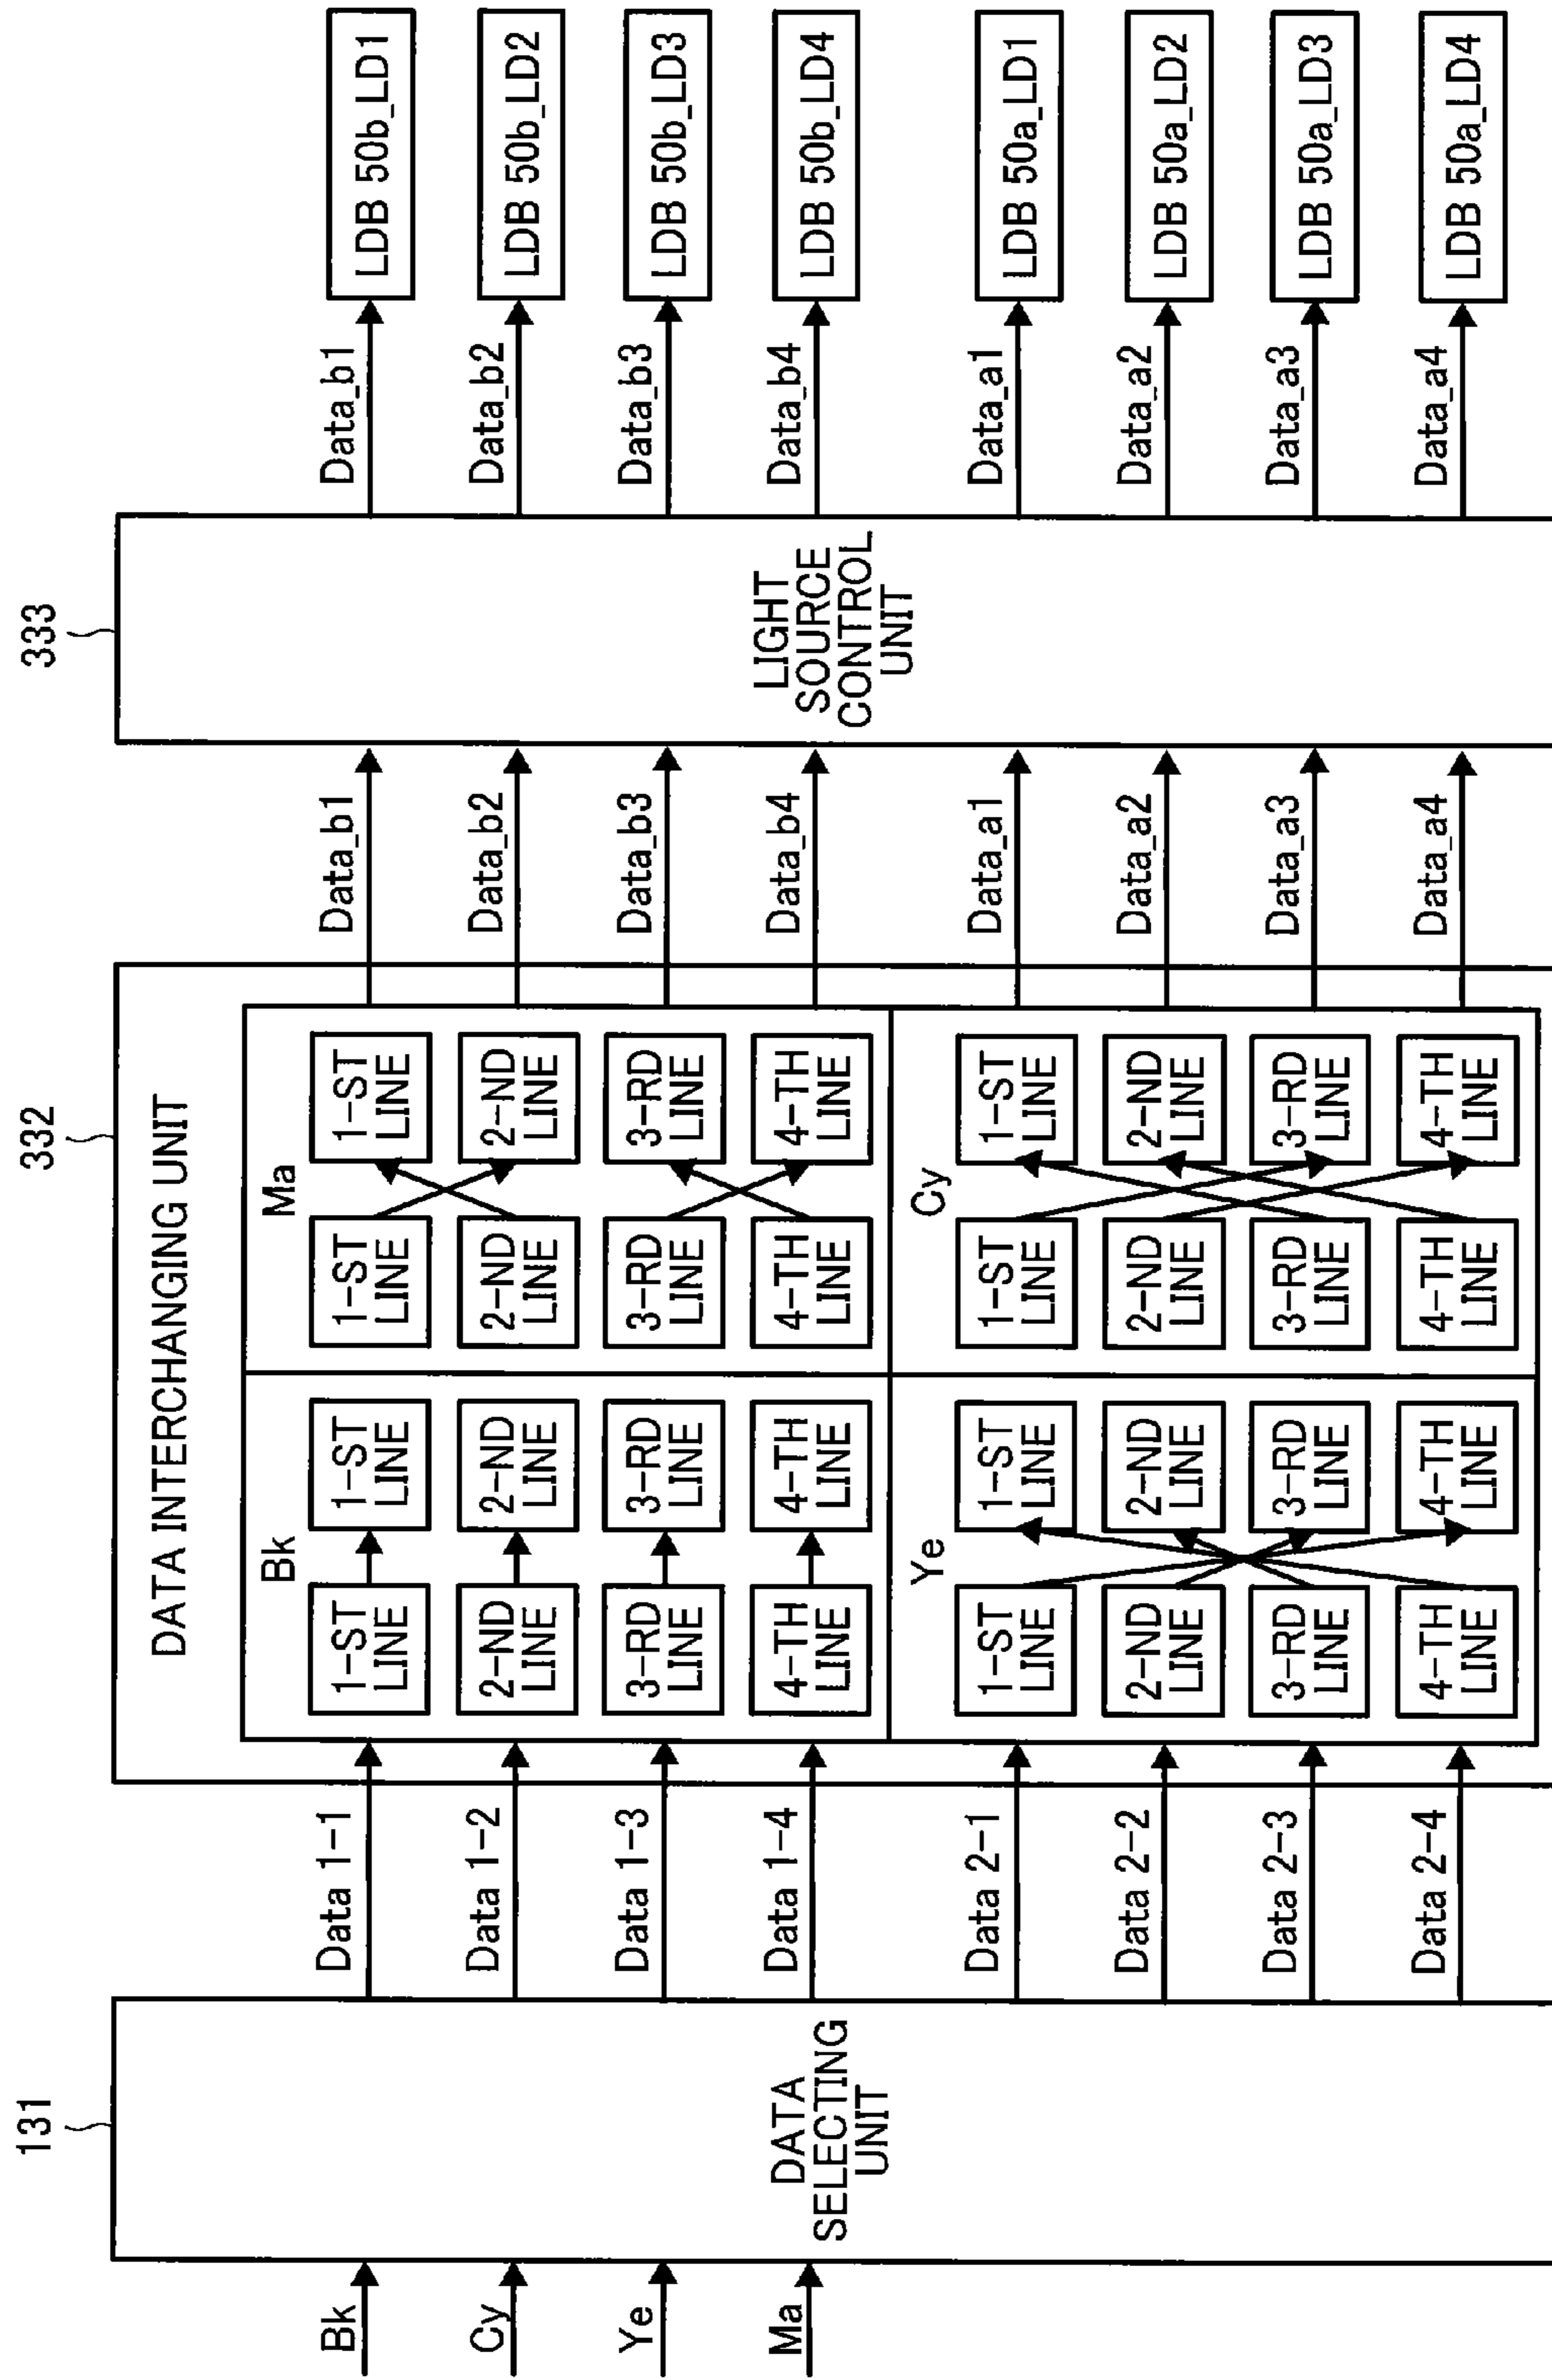 131
332
333
Bk
Cy
Ye
Ma
DATA
SELECTING
UNIT
Data 1-1
Data 1-2
Data 1-3
Data 1-4
Data 2-1
Data 2-2
Data 2-3
Data 2-4
DATA INTERCHANGING UNIT
Bk
1-ST
LINE
1-ST
LINE
2-ND
LINE
2-ND
LINE
3-RD
LINE
3-RD
LINE
4-TH
LINE
4-TH
LINE
Ma
1-ST
LINE
1-ST
LINE
2-ND
LINE
2-ND
LINE
3-RD
LINE
3-RD
LINE
4-TH
LINE
4-TH
LINE
Ye
1-ST
LINE
1-ST
LINE
2-ND
LINE
2-ND
LINE
3-RD
LINE
3-RD
LINE
4-TH
LINE
4-TH
LINE
Cy
1-ST
LINE
1-ST
LINE
2-ND
LINE
2-ND
LINE
3-RD
LINE
3-RD
LINE
4-TH
LINE
4-TH
LINE
Data_b1
Data_b2
Data_b3
Data_b4
Data_a1
Data_a2
Data_a3
Data_a4
LIGHT
SOURCE
CONTROL
UNIT
Data_b1
Data_b2
Data_b3
Data_b4
Data_a1
Data_a2
Data_a3
Data_a4
LDB 50b_LD1
LDB 50b_LD2
LDB 50b_LD3
LDB 50b_LD4
LDB 50a_LD1
LDB 50a_LD2
LDB 50a_LD3
LDB 50a_LD4